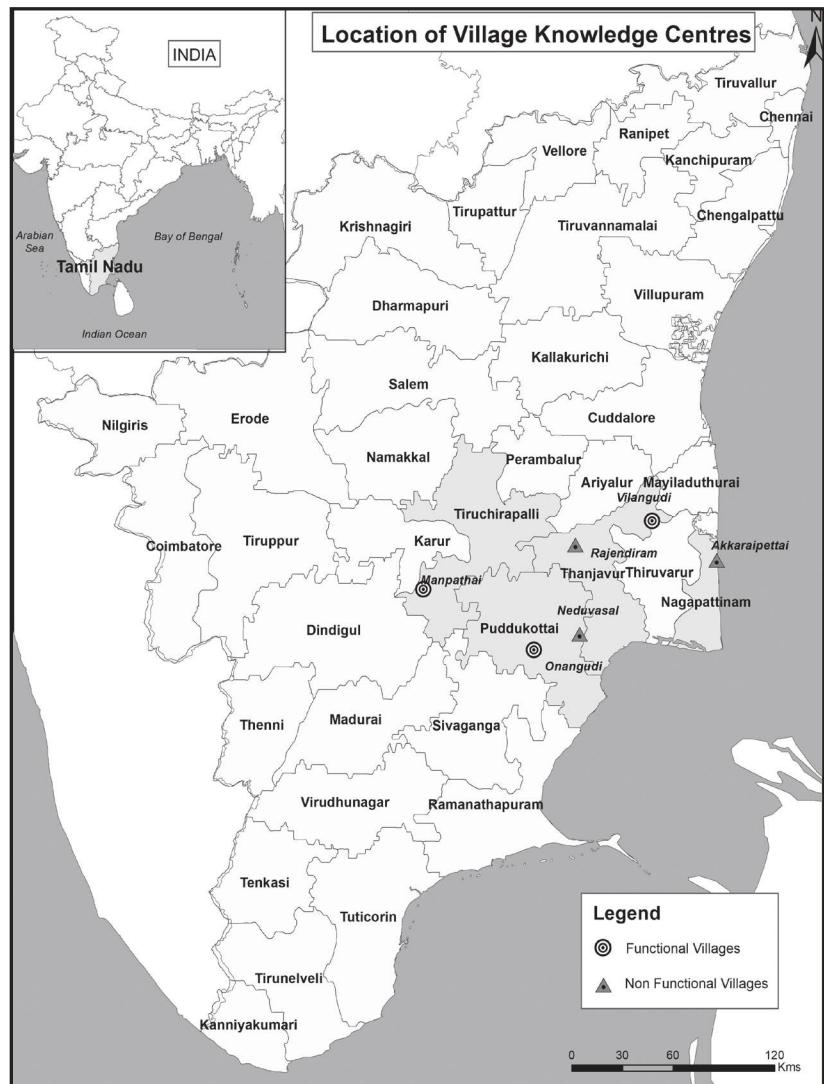 Location of Village Knowledge Centres
N
INDIA
Arabian
Sea
Bay of Bengal
Tamil Nadu
Indian Ocean
Tiruvallur
Chennai
Ranipet
Vellore
Kanchipuram
Tirupattur
Chengalpattu
Krishnagiri
Tiruvannamalai
Villupuram
Dharmapuri
Kallakurichi
Salem
Cuddalore
Nilgiris
Erode
Namakkal
Perambalur
Ariyalur
Mayiladuthurai
Vilangudi
Tiruchirapalli
Coimbatore
Tiruppur
Karur
Rajendiram
Akkaraipettai
Manpathai
Thanjavur
Thiruvarur
Nagapattinam
Neduvasal
Puddukottai
Dindigul
Onangudi
Thenni
Madurai
Sivaganga
Virudhunagar
Ramanathapuram
Tenkasi
Tuticorin
Tirunelveli
Kanniyakumari
Legend
Functional Villages
Non Functional Villages
0 30 60 120
Kms